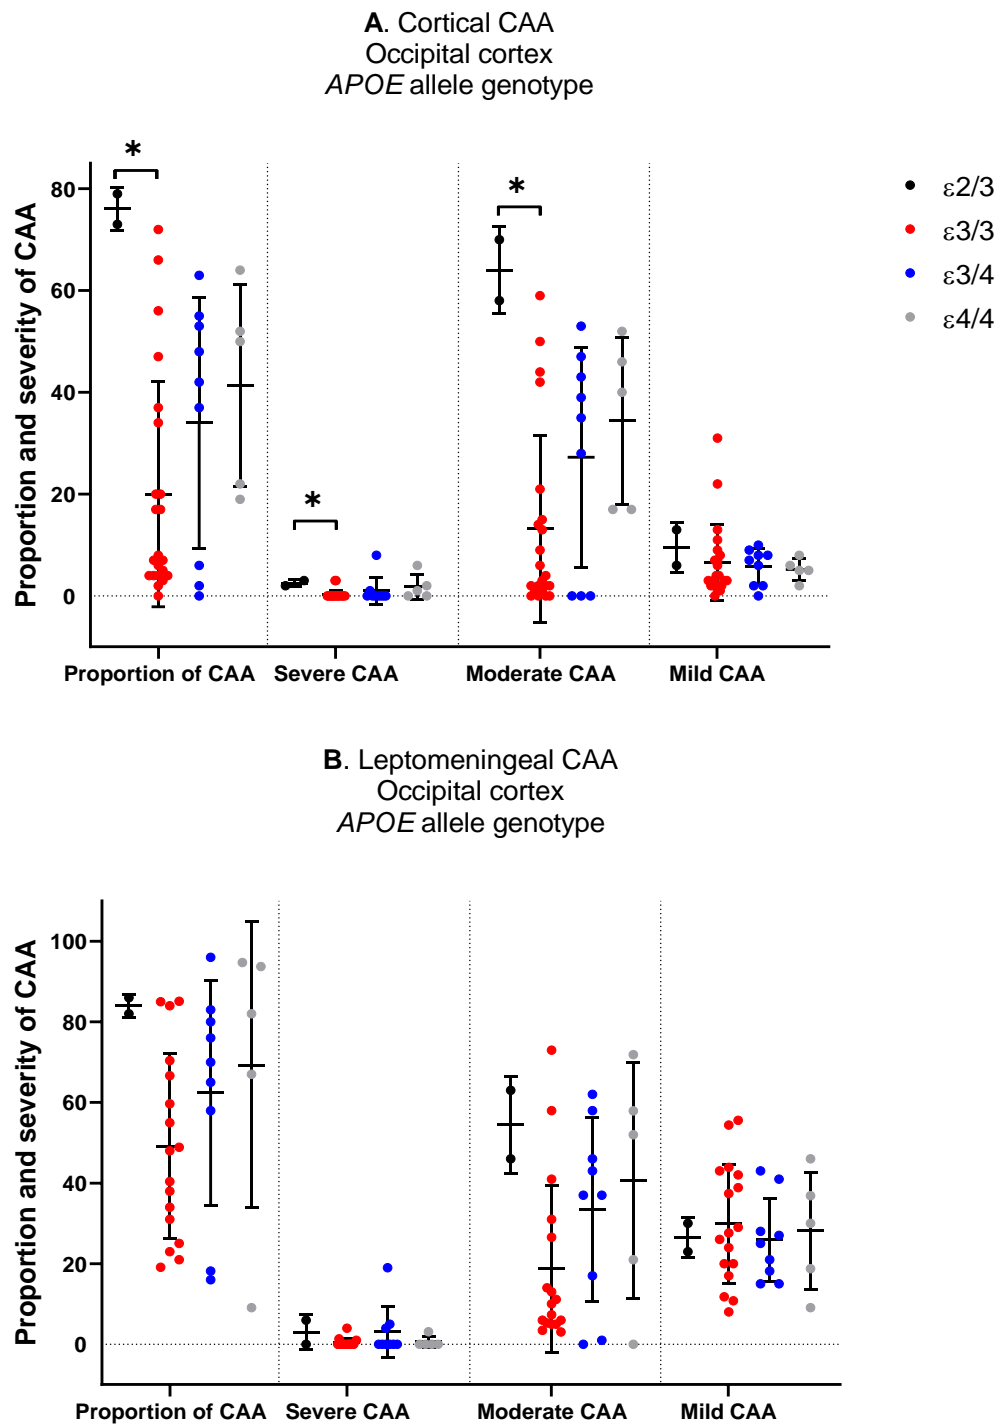 A. Cortical CAA
Occipital cortex
APOE allele genotype
Proportion and severity of CAA
80
60
40
20
0
*
*
*
ε2/3
ε3/3
ε3/4
ε4/4
Proportion of CAA Severe CAA Moderate CAA Mild CAA
B. Leptomeningeal CAA
Occipital cortex
APOE allele genotype
Proportion and severity of CAA
100
80
60
40
20
0
Proportion of CAA Severe CAA Moderate CAA Mild CAA